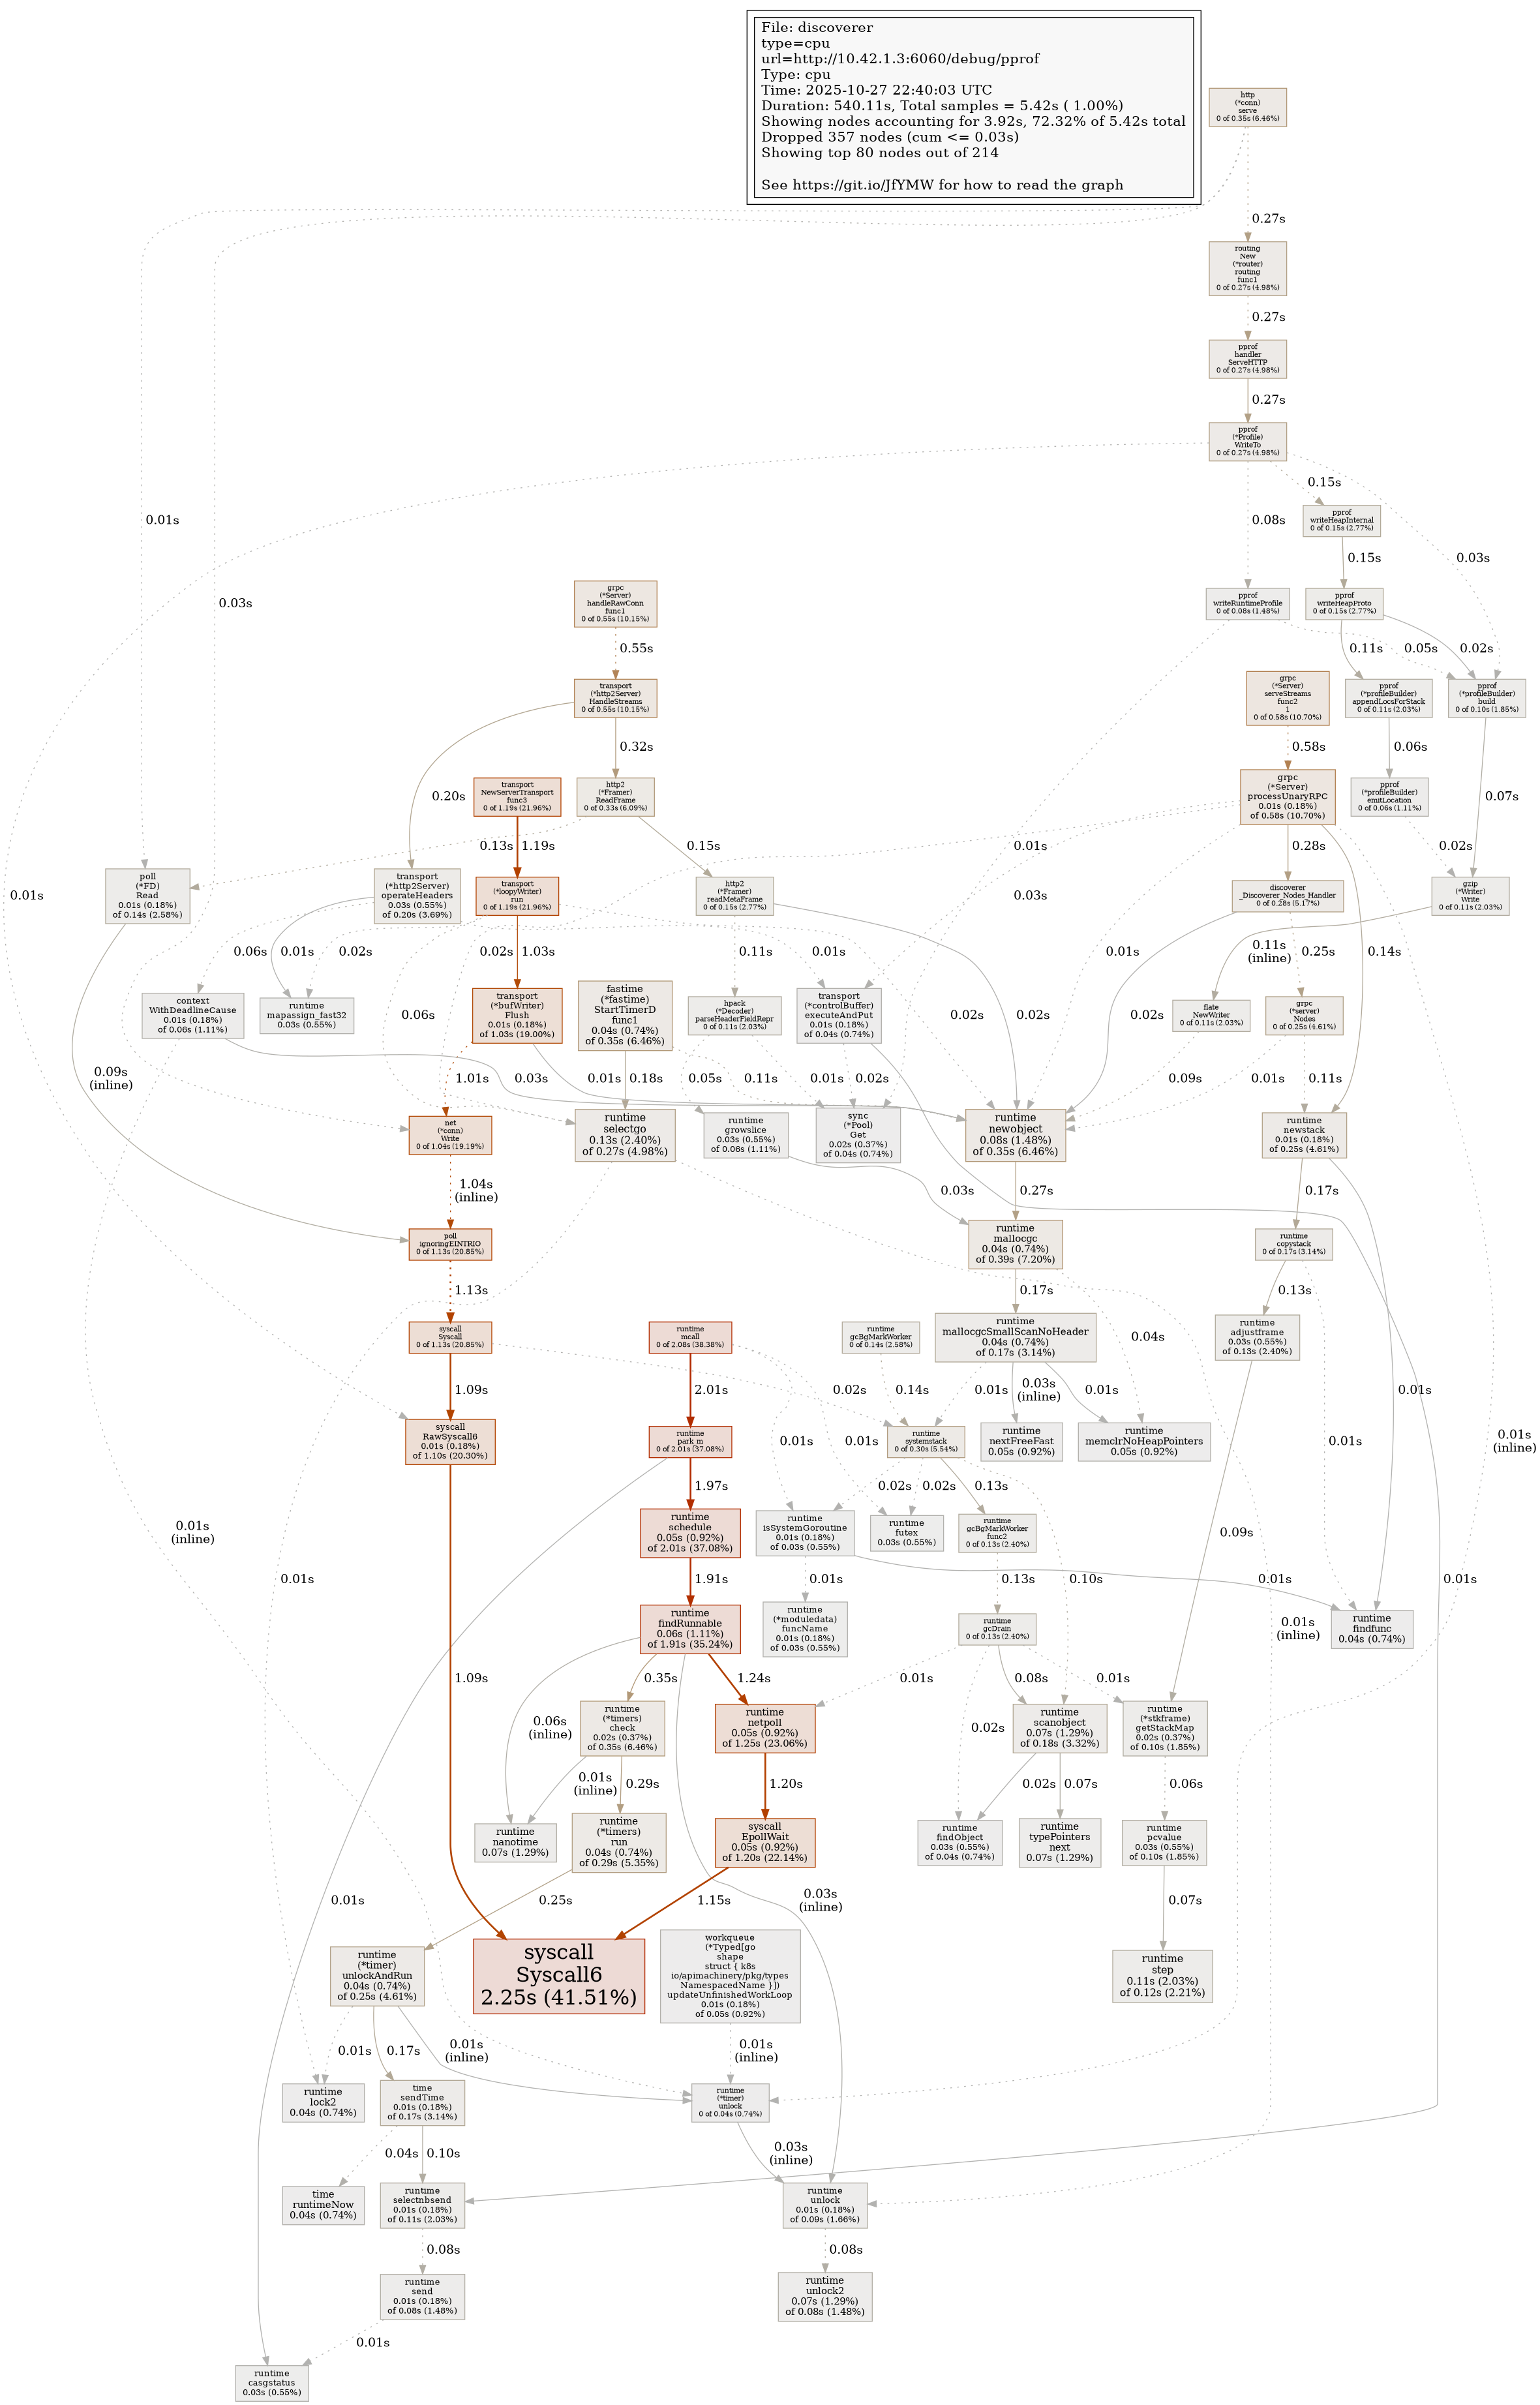 File: discoverer
type=cpu
url=http://10.42.1.3:6060/debug/pprof
Type: cpu
Time: 2025-10-27 22:40:03 UTC
Duration: 540.11s, Total samples = 5.42s ( 1.00%)
Showing nodes accounting for 3.92s, 72.32% of 5.42s total
Dropped 357 nodes (cum <= 0.03s)
Showing top 80 nodes out of 214
See https://git.io/JfYMW for how to read the graph
http
(*conn)
serve
0 of 0.35s (6.46%)
0.27s
routing
New
(*router)
routing
func1
0 of 0.27s (4.98%)
0.27s
pprof
handler
ServeHTTP
0 of 0.27s (4.98%)
0.27s
pprof
(*Profile)
WriteTo
0 of 0.27s (4.98%)
0.01s
0.08s
0.15s
0.03s
pprof
writeHeapInternal
0 of 0.15s (2.77%)
0.15s
0.03s
grpc
(*Server)
handleRawConn
func1
0 of 0.55s (10.15%)
0.55s
pprof
writeRuntimeProfile
0 of 0.08s (1.48%)
pprof
writeHeapProto
0 of 0.15s (2.77%)
0.05s
0.11s
0.02s
transport
(*http2Server)
HandleStreams
0 of 0.55s (10.15%)
0.20s
0.32s
grpc
(*Server)
serveStreams
func2
1
0 of 0.58s (10.70%)
0.58s
pprof
(*profileBuilder)
appendLocsForStack
0 of 0.11s (2.03%)
0.06s
pprof
(*profileBuilder)
build
0 of 0.10s (1.85%)
0.07s
transport
NewServerTransport
func3
0 of 1.19s (21.96%)
1.19s
http2
(*Framer)
ReadFrame
0 of 0.33s (6.09%)
0.13s
0.15s
grpc
(*Server)
processUnaryRPC
0.01s (0.18%)
of 0.58s (10.70%)
0.28s
pprof
(*profileBuilder)
emitLocation
0 of 0.06s (1.11%)
0.02s
0.01s
0.03s
0.01s
0.14s
0.01s
poll
(*FD)
Read
0.01s (0.18%)
of 0.14s (2.58%)
transport
(*http2Server)
operateHeaders
0.03s (0.55%)
of 0.20s (3.69%)
transport
(*loopyWriter)
run
0 of 1.19s (21.96%)
http2
(*Framer)
readMetaFrame
0 of 0.15s (2.77%)
discoverer
_Discoverer_Nodes_Handler
0 of 0.28s (5.17%)
gzip
(*Writer)
Write
0 of 0.11s (2.03%)
0.06s
0.01s
0.02s
0.02s
1.03s
0.01s
0.11s
0.11s
(inline)
0.25s
context
WithDeadlineCause
0.01s (0.18%)
of 0.06s (1.11%)
runtime
mapassign_fast32
0.03s (0.55%)
0.06s
transport
(*bufWriter)
Flush
0.01s (0.18%)
of 1.03s (19.00%)
fastime
(*fastime)
StartTimerD
func1
0.04s (0.74%)
of 0.35s (6.46%)
hpack
(*Decoder)
parseHeaderFieldRepr
0 of 0.11s (2.03%)
transport
(*controlBuffer)
executeAndPut
0.01s (0.18%)
of 0.04s (0.74%)
0.02s
0.02s
0.02s
flate
NewWriter
0 of 0.11s (2.03%)
grpc
(*server)
Nodes
0 of 0.25s (4.61%)
0.09s
(inline)
1.01s
0.03s
0.01s
0.18s
0.11s
0.05s
0.01s
0.02s
0.09s
0.01s
0.11s
net
(*conn)
Write
0 of 1.04s (19.19%)
runtime
selectgo
0.13s (2.40%)
of 0.27s (4.98%)
runtime
growslice
0.03s (0.55%)
of 0.06s (1.11%)
sync
(*Pool)
Get
0.02s (0.37%)
of 0.04s (0.74%)
runtime
newobject
0.08s (1.48%)
of 0.35s (6.46%)
runtime
newstack
0.01s (0.18%)
of 0.25s (4.61%)
1.04s
(inline)
0.03s
0.27s
0.17s
poll
ignoringEINTRIO
0 of 1.13s (20.85%)
runtime
mallocgc
0.04s (0.74%)
of 0.39s (7.20%)
runtime
copystack
0 of 0.17s (3.14%)
1.13s
0.17s
0.13s
syscall
Syscall
0 of 1.13s (20.85%)
runtime
mcall
0 of 2.08s (38.38%)
runtime
gcBgMarkWorker
0 of 0.14s (2.58%)
runtime
mallocgcSmallScanNoHeader
0.04s (0.74%)
of 0.17s (3.14%)
0.04s
runtime
adjustframe
0.03s (0.55%)
of 0.13s (2.40%)
1.09s
2.01s
0.02s
0.14s
0.01s
0.03s
(inline)
0.01s
0.01s
syscall
RawSyscall6
0.01s (0.18%)
of 1.10s (20.30%)
runtime
park_m
0 of 2.01s (37.08%)
0.01s
0.01s
runtime
systemstack
0 of 0.30s (5.54%)
runtime
nextFreeFast
0.05s (0.92%)
runtime
memclrNoHeapPointers
0.05s (0.92%)
0.01s
0.01s
(inline)
1.97s
0.02s
0.02s
0.13s
0.01s
(inline)
runtime
schedule
0.05s (0.92%)
of 2.01s (37.08%)
runtime
isSystemGoroutine
0.01s (0.18%)
of 0.03s (0.55%)
runtime
futex
0.03s (0.55%)
runtime
gcBgMarkWorker
func2
0 of 0.13s (2.40%)
0.09s
0.01s
1.91s
0.01s
0.13s
0.10s
0.01s
0.01s
runtime
findRunnable
0.06s (1.11%)
of 1.91s (35.24%)
runtime
(*moduledata)
funcName
0.01s (0.18%)
of 0.03s (0.55%)
runtime
gcDrain
0 of 0.13s (2.40%)
0.01s
(inline)
runtime
findfunc
0.04s (0.74%)
1.09s
0.35s
1.24s
0.01s
0.08s
0.01s
0.06s
(inline)
runtime
(*timers)
check
0.02s (0.37%)
of 0.35s (6.46%)
runtime
netpoll
0.05s (0.92%)
of 1.25s (23.06%)
0.02s
runtime
scanobject
0.07s (1.29%)
of 0.18s (3.32%)
runtime
(*stkframe)
getStackMap
0.02s (0.37%)
of 0.10s (1.85%)
0.01s
(inline)
0.29s
1.20s
0.02s
0.07s
0.06s
runtime
nanotime
0.07s (1.29%)
runtime
(*timers)
run
0.04s (0.74%)
of 0.29s (5.35%)
syscall
EpollWait
0.05s (0.92%)
of 1.20s (22.14%)
runtime
findObject
0.03s (0.55%)
of 0.04s (0.74%)
runtime
typePointers
next
0.07s (1.29%)
runtime
pcvalue
0.03s (0.55%)
of 0.10s (1.85%)
0.01s
0.25s
1.15s
0.03s
(inline)
0.07s
runtime
(*timer)
unlockAndRun
0.04s (0.74%)
of 0.25s (4.61%)
syscall
Syscall6
2.25s (41.51%)
workqueue
(*Typed[go
shape
struct { k8s
io/apimachinery/pkg/types
NamespacedName }])
updateUnfinishedWorkLoop
0.01s (0.18%)
of 0.05s (0.92%)
runtime
step
0.11s (2.03%)
of 0.12s (2.21%)
0.01s
0.17s
0.01s
(inline)
0.01s
(inline)
runtime
lock2
0.04s (0.74%)
time
sendTime
0.01s (0.18%)
of 0.17s (3.14%)
runtime
(*timer)
unlock
0 of 0.04s (0.74%)
0.04s
0.10s
0.03s
(inline)
time
runtimeNow
0.04s (0.74%)
runtime
selectnbsend
0.01s (0.18%)
of 0.11s (2.03%)
runtime
unlock
0.01s (0.18%)
of 0.09s (1.66%)
0.08s
0.08s
runtime
send
0.01s (0.18%)
of 0.08s (1.48%)
runtime
unlock2
0.07s (1.29%)
of 0.08s (1.48%)
0.01s
runtime
casgstatus
0.03s (0.55%)